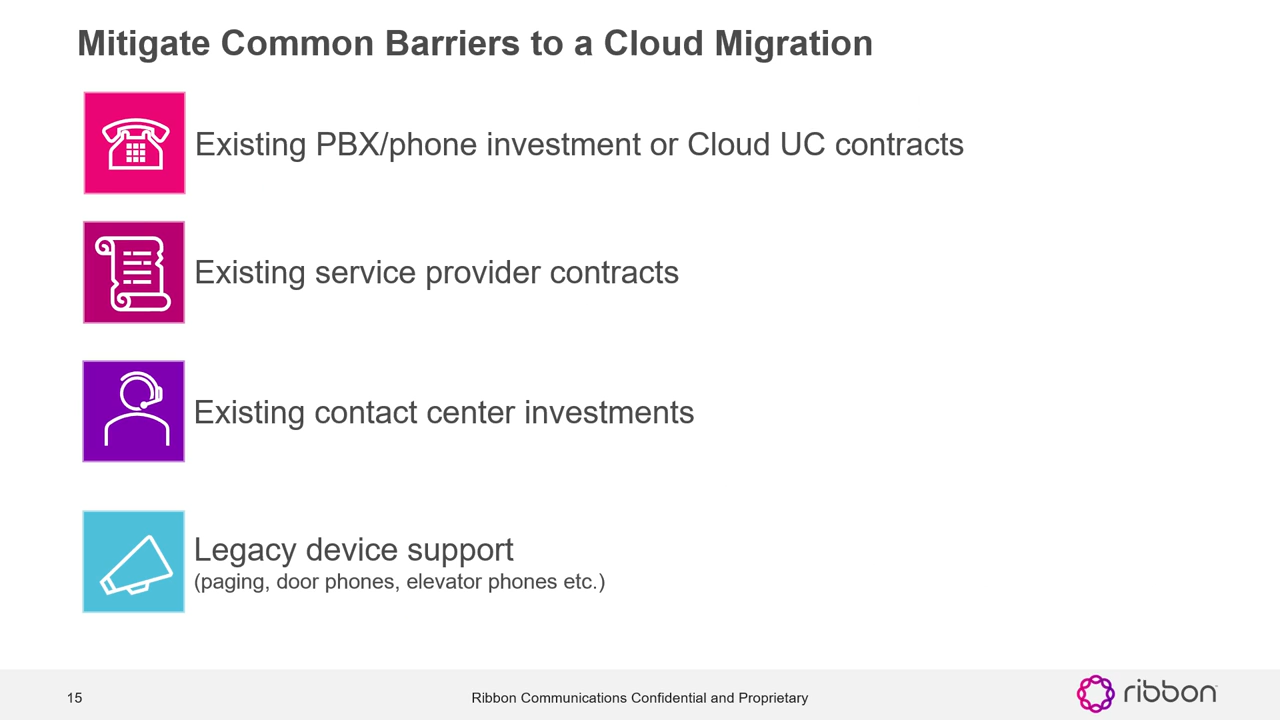 Mitigate Common Barriers to a Cloud Migration
Existing PBX/phone investment or Cloud UC contracts
Existing service provider contracts
Existing contact center investments
Legacy device support
(paging, door phones, elevator phones etc.)
15
Ribbon Communications Confidential and Proprietary
ribbon